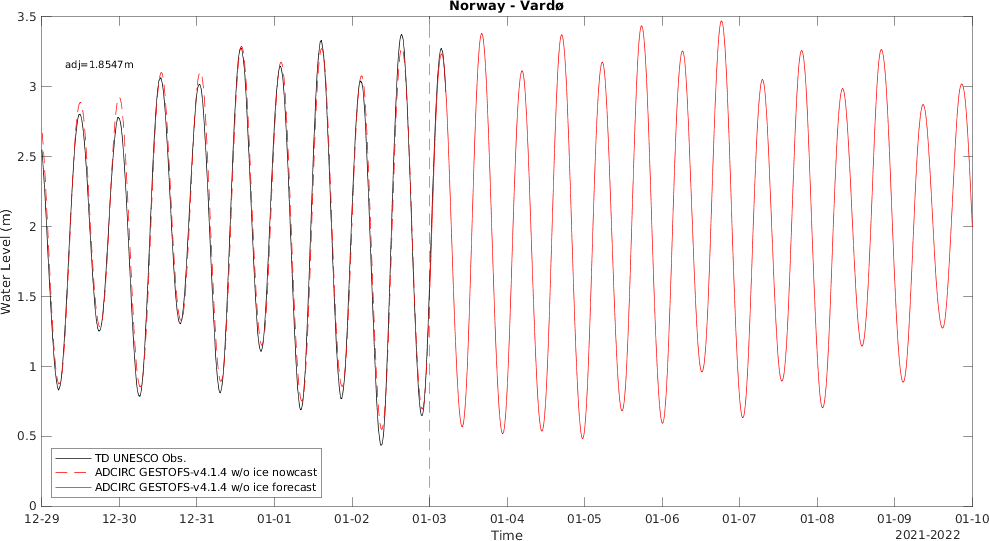 Norway - Vardø
adj=1.8547m
3.5
3
2.5
2
1.5
1
0.5
0
Water Level (m)
TD UNESCO Obs.
ADCIRC GESTOFS-v4.1.4 w/o ice nowcast
ADCIRC GESTOFS-v4.1.4 w/o ice forecast
12-29 12-30 12-31 01-01 01-02 01-03 01-04 01-05 01-06 01-07 01-08 01-09 01-10
Time
2021-2022